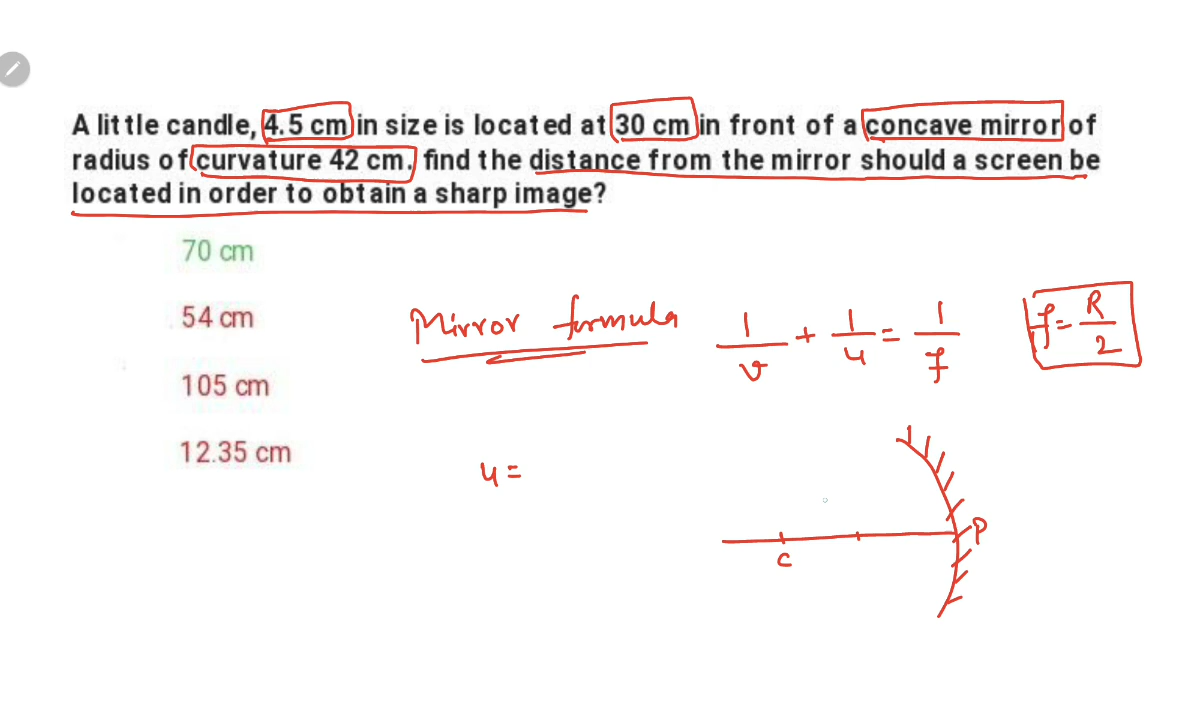 A little candle, 4.5 cm in size is located at 30 cm in front of a concave mirror of
radius of curvature 42 cm. find the distance from the mirror should a screen be
located in order to obtain a sharp image?
70 cm
54 cm
105 cm
12.35 cm
Mirror formula 1/v + 1/u = 1/f f = R/2
u =
P
C